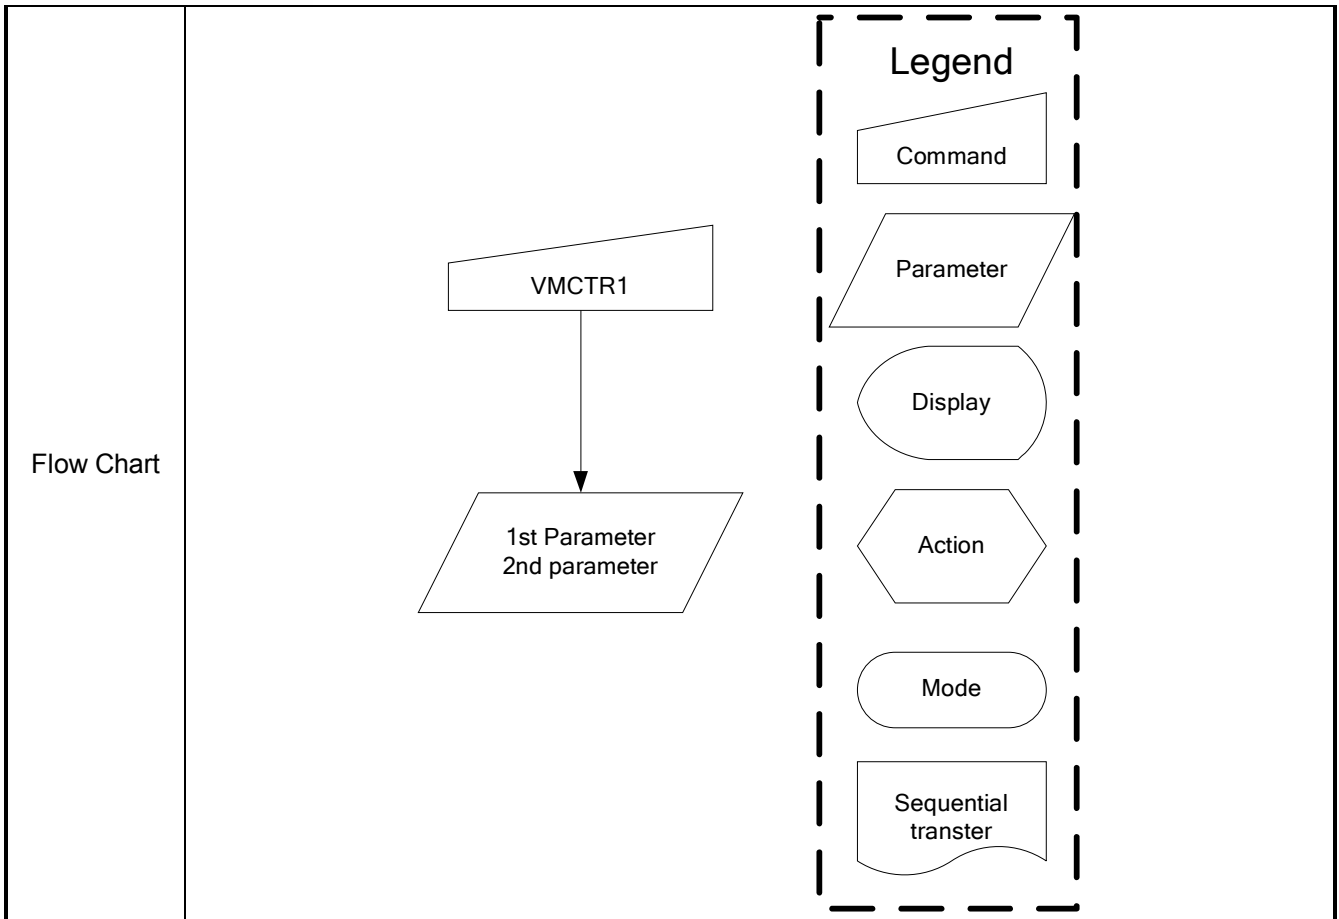 Flow Chart
VMCTR1
1st Parameter
2nd parameter
Legend
Command
Parameter
Display
Action
Mode
Sequential
transter